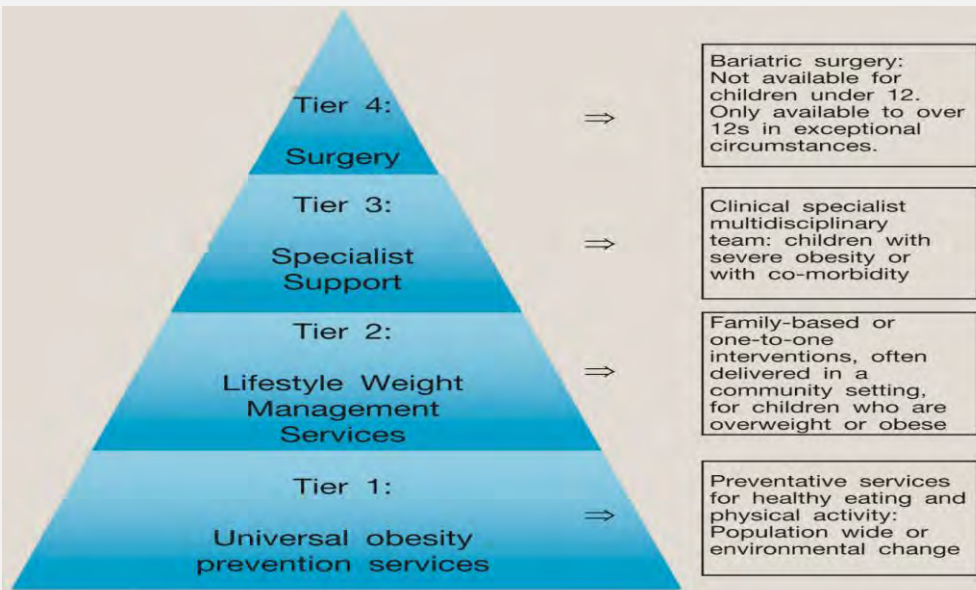 Tier 4:
Surgery
⇒
Bariatric surgery:
Not available for
children under 12.
Only available to over
12s in exceptional
circumstances.
Tier 3:
Specialist
Support
⇒
Clinical specialist
multidisciplinary
team: children with
severe obesity or
with co-morbidity
Tier 2:
Lifestyle Weight
Management
Services
⇒
Family-based or
one-to-one
interventions, often
delivered in a
community setting,
for children who are
overweight or obese
Tier 1:
Universal obesity
prevention services
⇒
Preventative services
for healthy eating and
physical activity:
Population wide or
environmental change